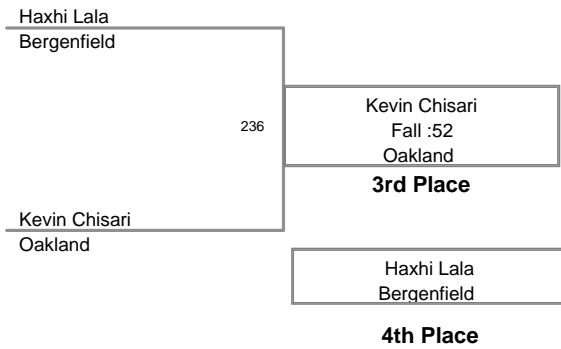 Haxhi Lala
Bergenfield
236
Kevin Chisari
Fall :52
Oakland
3rd Place
Kevin Chisari
Oakland
Haxhi Lala
Bergenfield
4th Place